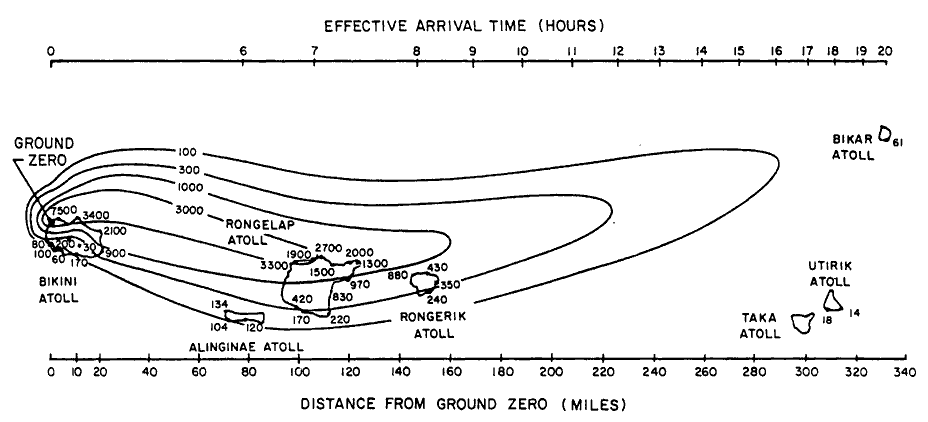 EFFECTIVE ARRIVAL TIME (HOURS)
0 6 7 8 9 10 11 12 13 14 15 16 17 18 19 20
GROUND
ZERO
100
300
1000
3000
BIKAR
ATOLL
61
7500 3400
2100
80 200 30 900
100 60 170
BIKINI
ATOLL
RONGELAP
ATOLL
2700
1900 2000
3300 1500 1300
970
420 830
170 220
880 430
350
240
RONGERIK
ATOLL
134
104 120
ALINGINAE ATOLL
UTIRIK
ATOLL
14
18
TAKA
ATOLL
0 10 20 40 60 80 100 120 140 160 180 200 220 240 260 280 300 320 340
DISTANCE FROM GROUND ZERO (MILES)